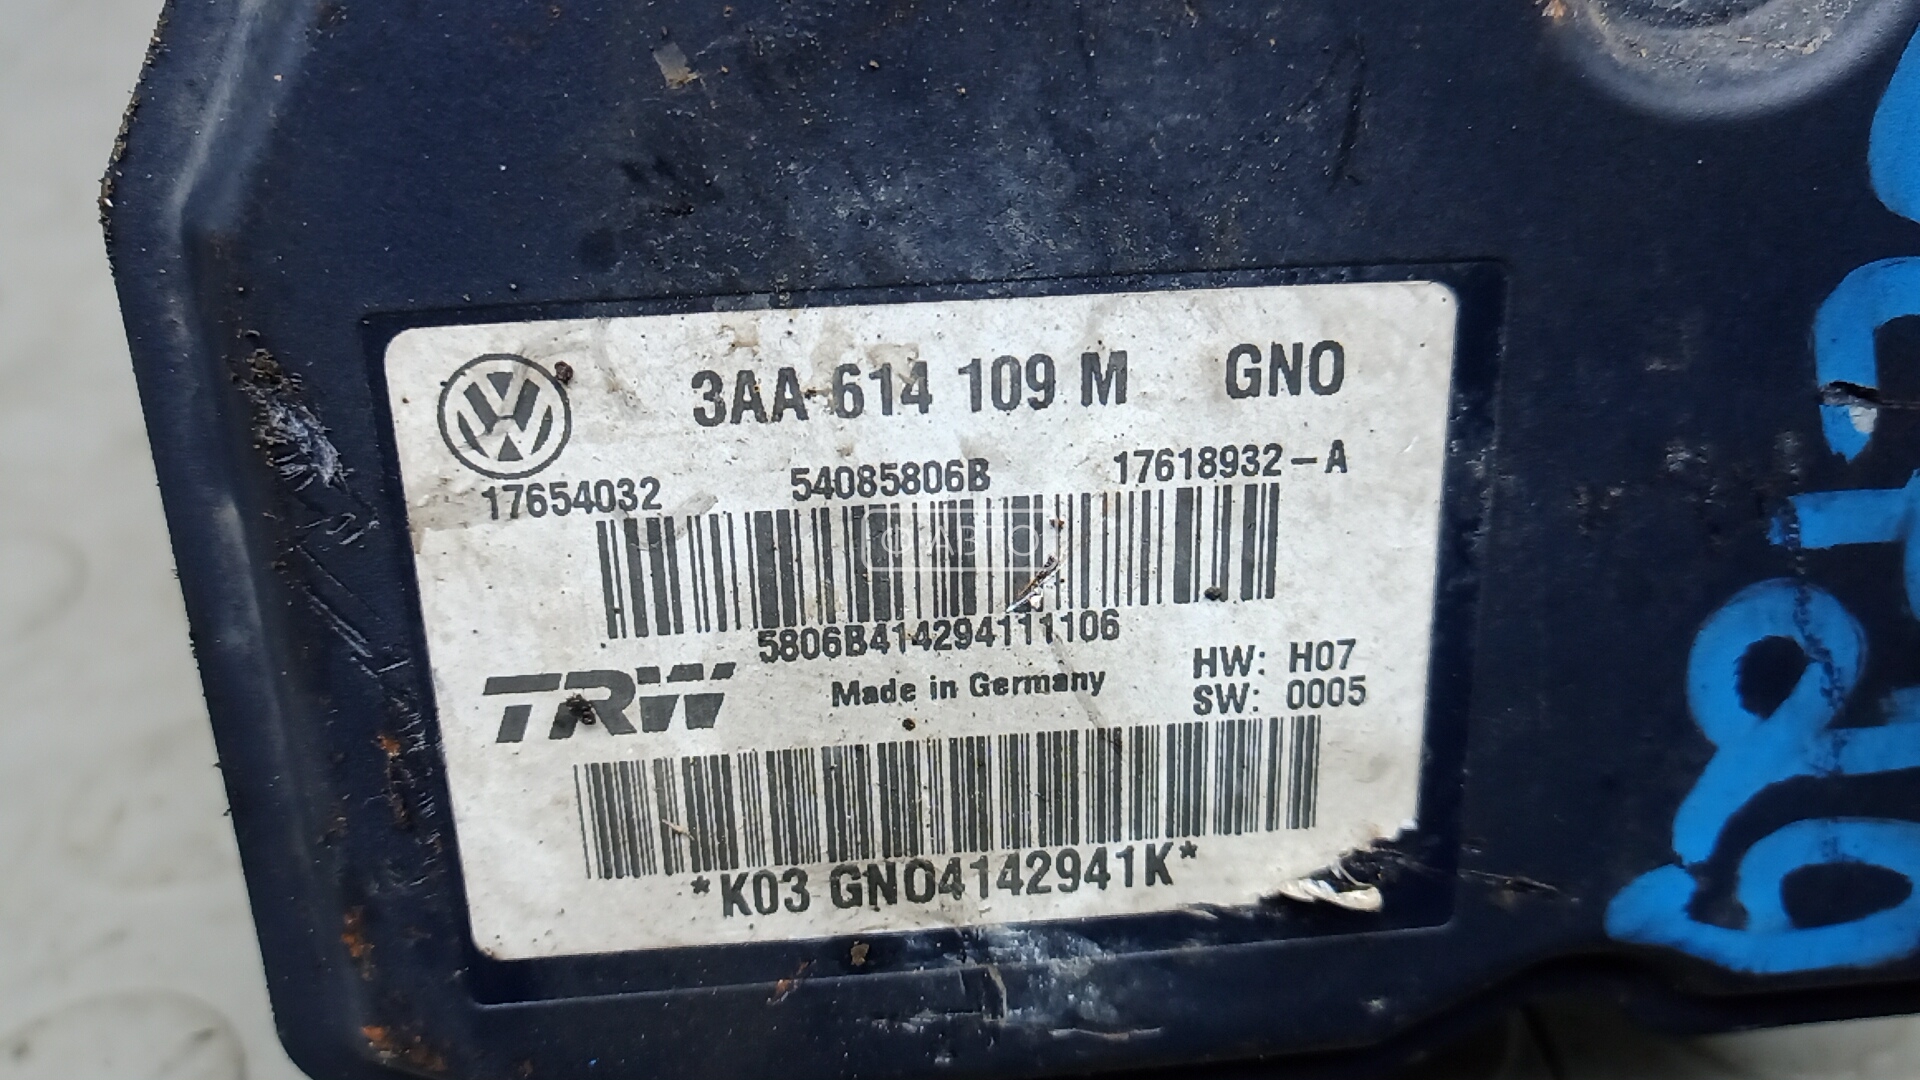 3AA 614 109 M GNO
17654032 54085806B 17618932-A
5806B414294111106
TRW Made in Germany HW: H07
SW: 0005
*K03 GNO4142941K*